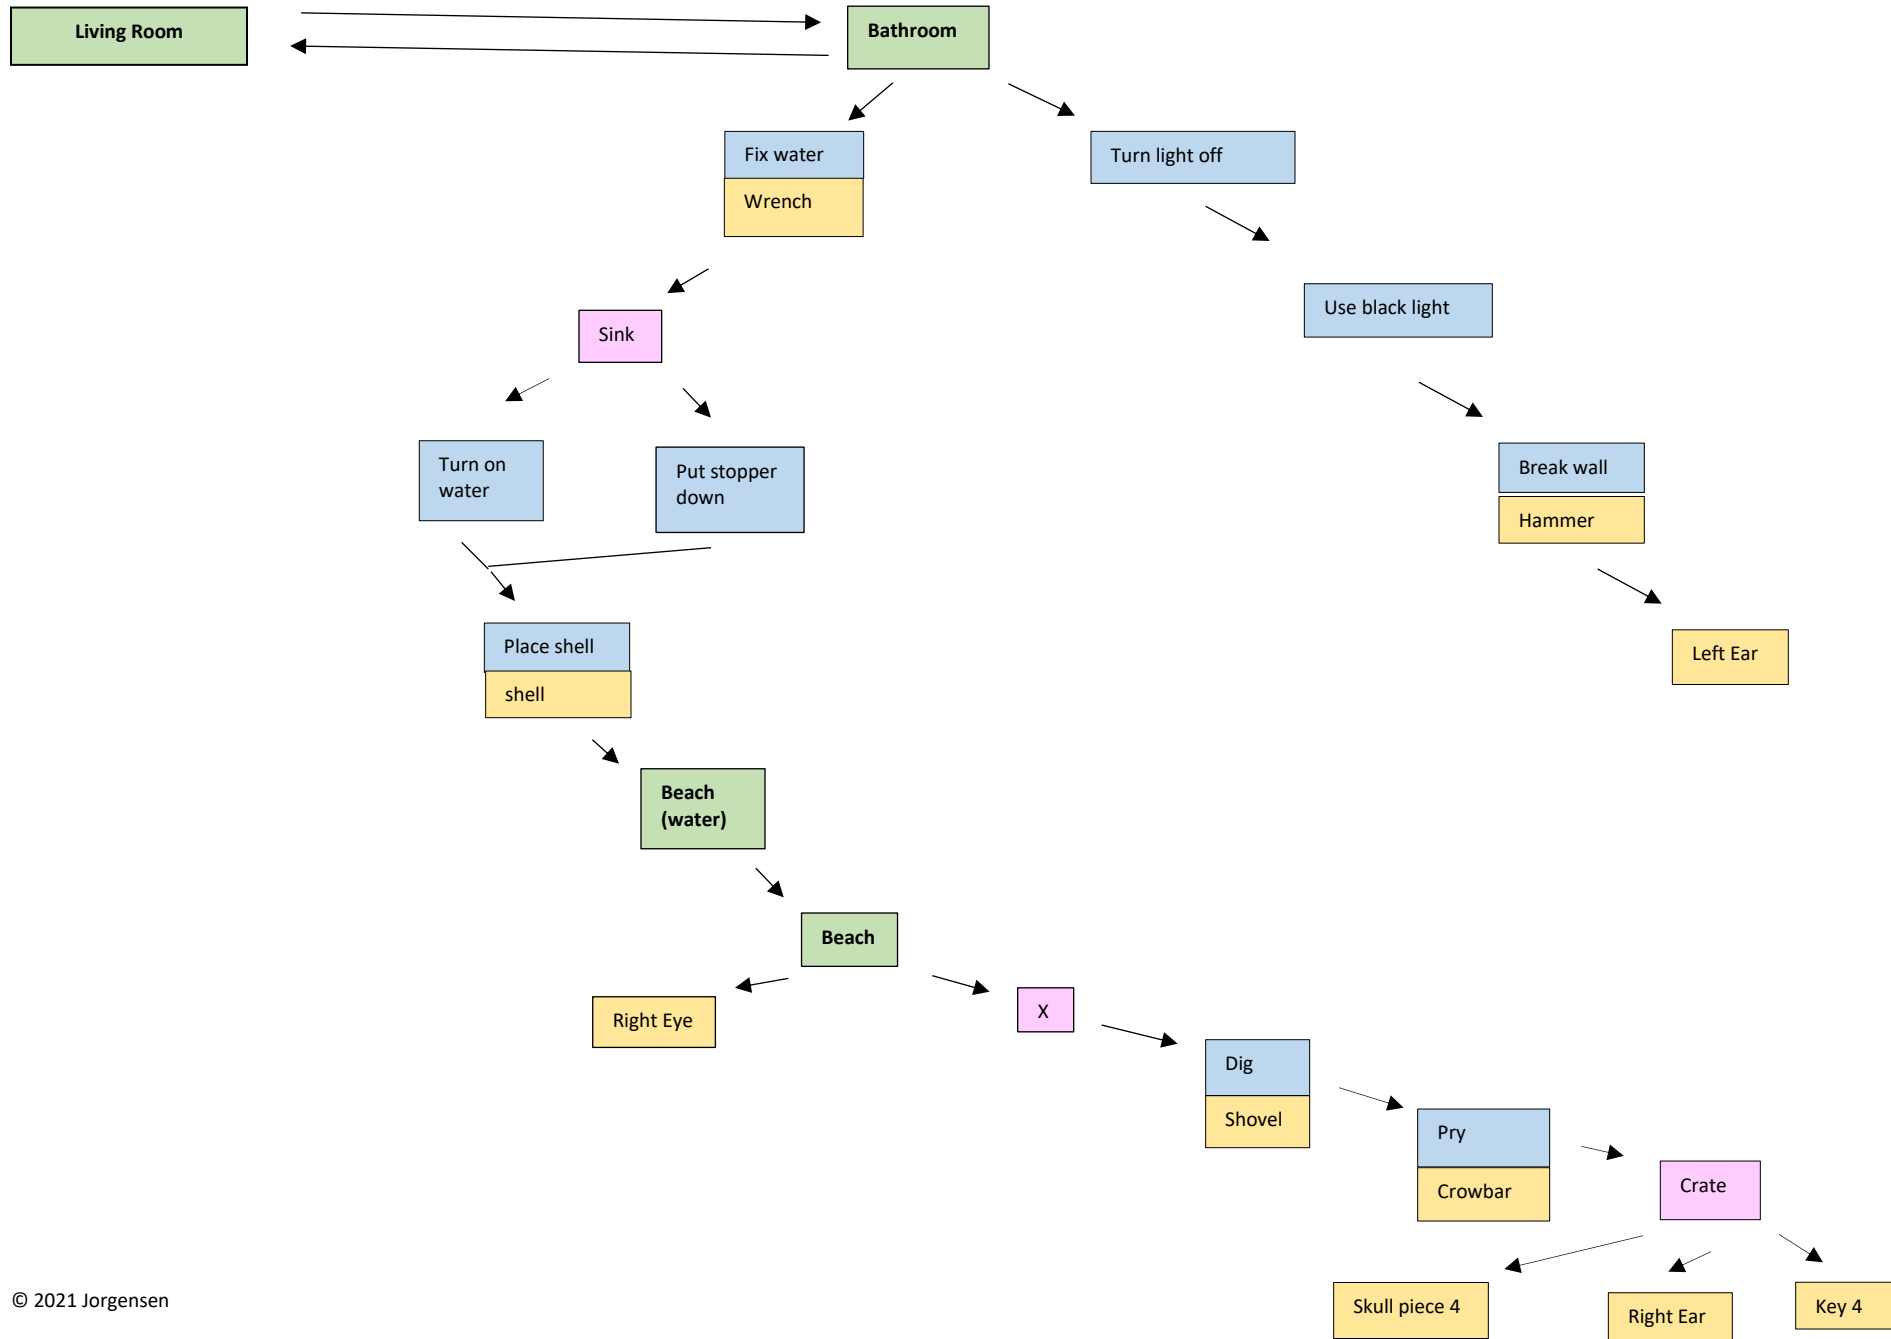 Living Room
Bathroom
Fix water
Wrench
Turn light off
Use black light
Sink
Turn on
water
Put stopper
down
Break wall
Hammer
Place shell
shell
Left Ear
Beach
(water)
Beach
Right Eye
X
Dig
Shovel
Pry
Crowbar
Crate
Skull piece 4
Right Ear
Key 4
© 2021 Jorgensen